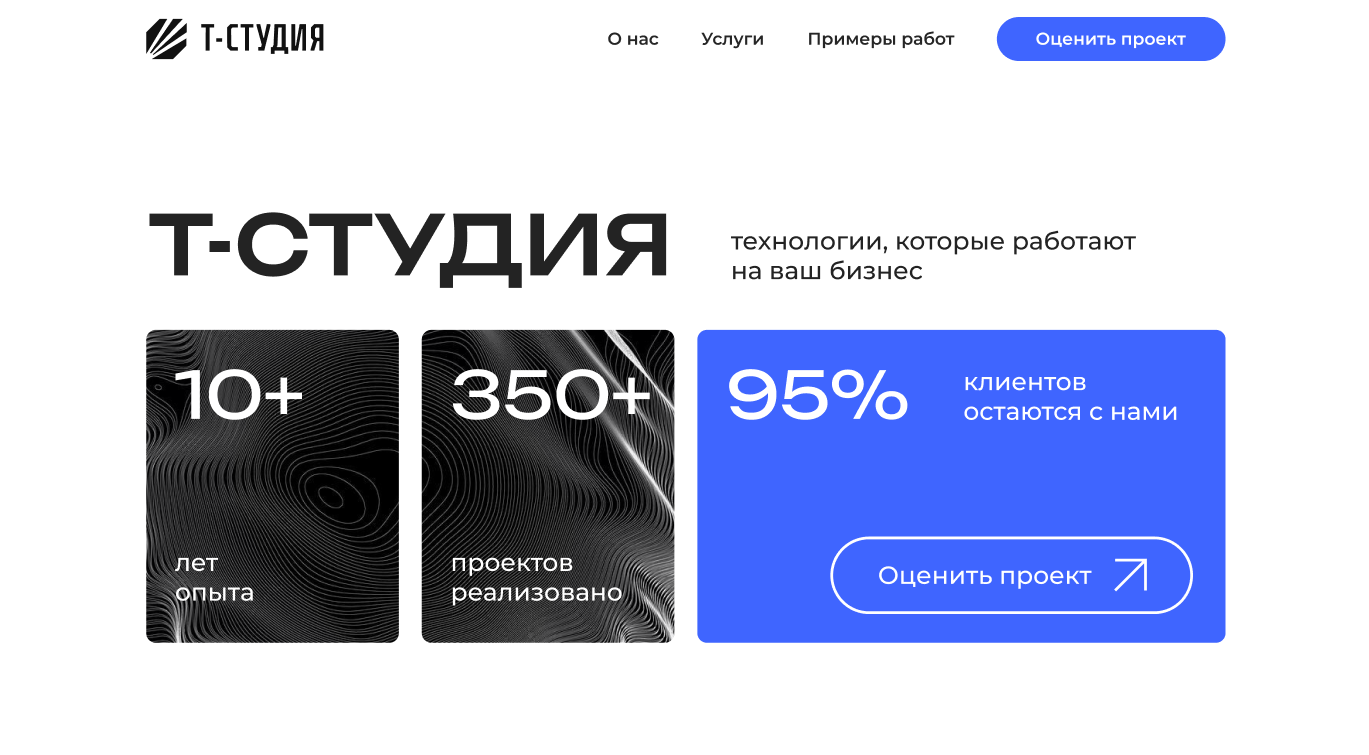 Т-СТУДИЯ
О нас
Услуги
Примеры работ
Оценить проект
Т-СТУДИЯ
технологии, которые работают
на ваш бизнес
10+
лет
опыта
350+
проектов
реализовано
95%
клиентов
остаются с нами
Оценить проект